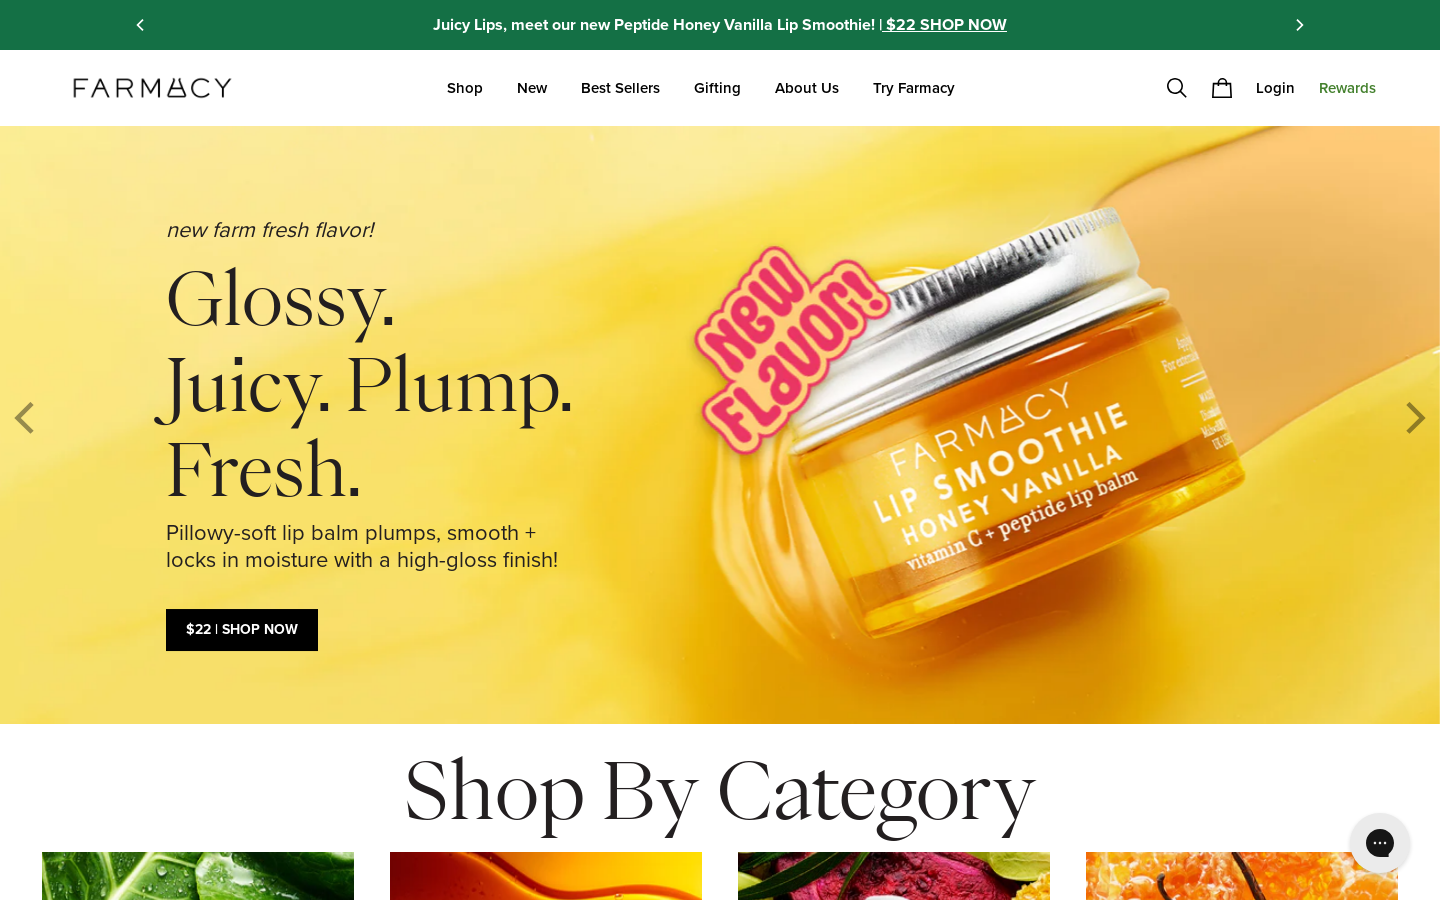 Juicy Lips, meet our new Peptide Honey Vanilla Lip Smoothie! | $22 SHOP NOW
FARMACY
Shop
New
Best Sellers
Gifting
About Us
Try Farmacy
Login
Rewards
new farm fresh flavor!
Glossy.
Juicy. Plump.
Fresh.
Pillowy-soft lip balm plumps, smooth +
locks in moisture with a high-gloss finish!
$22 | SHOP NOW
New
Flavor!
FARMACY
LIP SMOOTHIE
HONEY VANILLA
vitamin C + peptide lip balm
Shop By Category